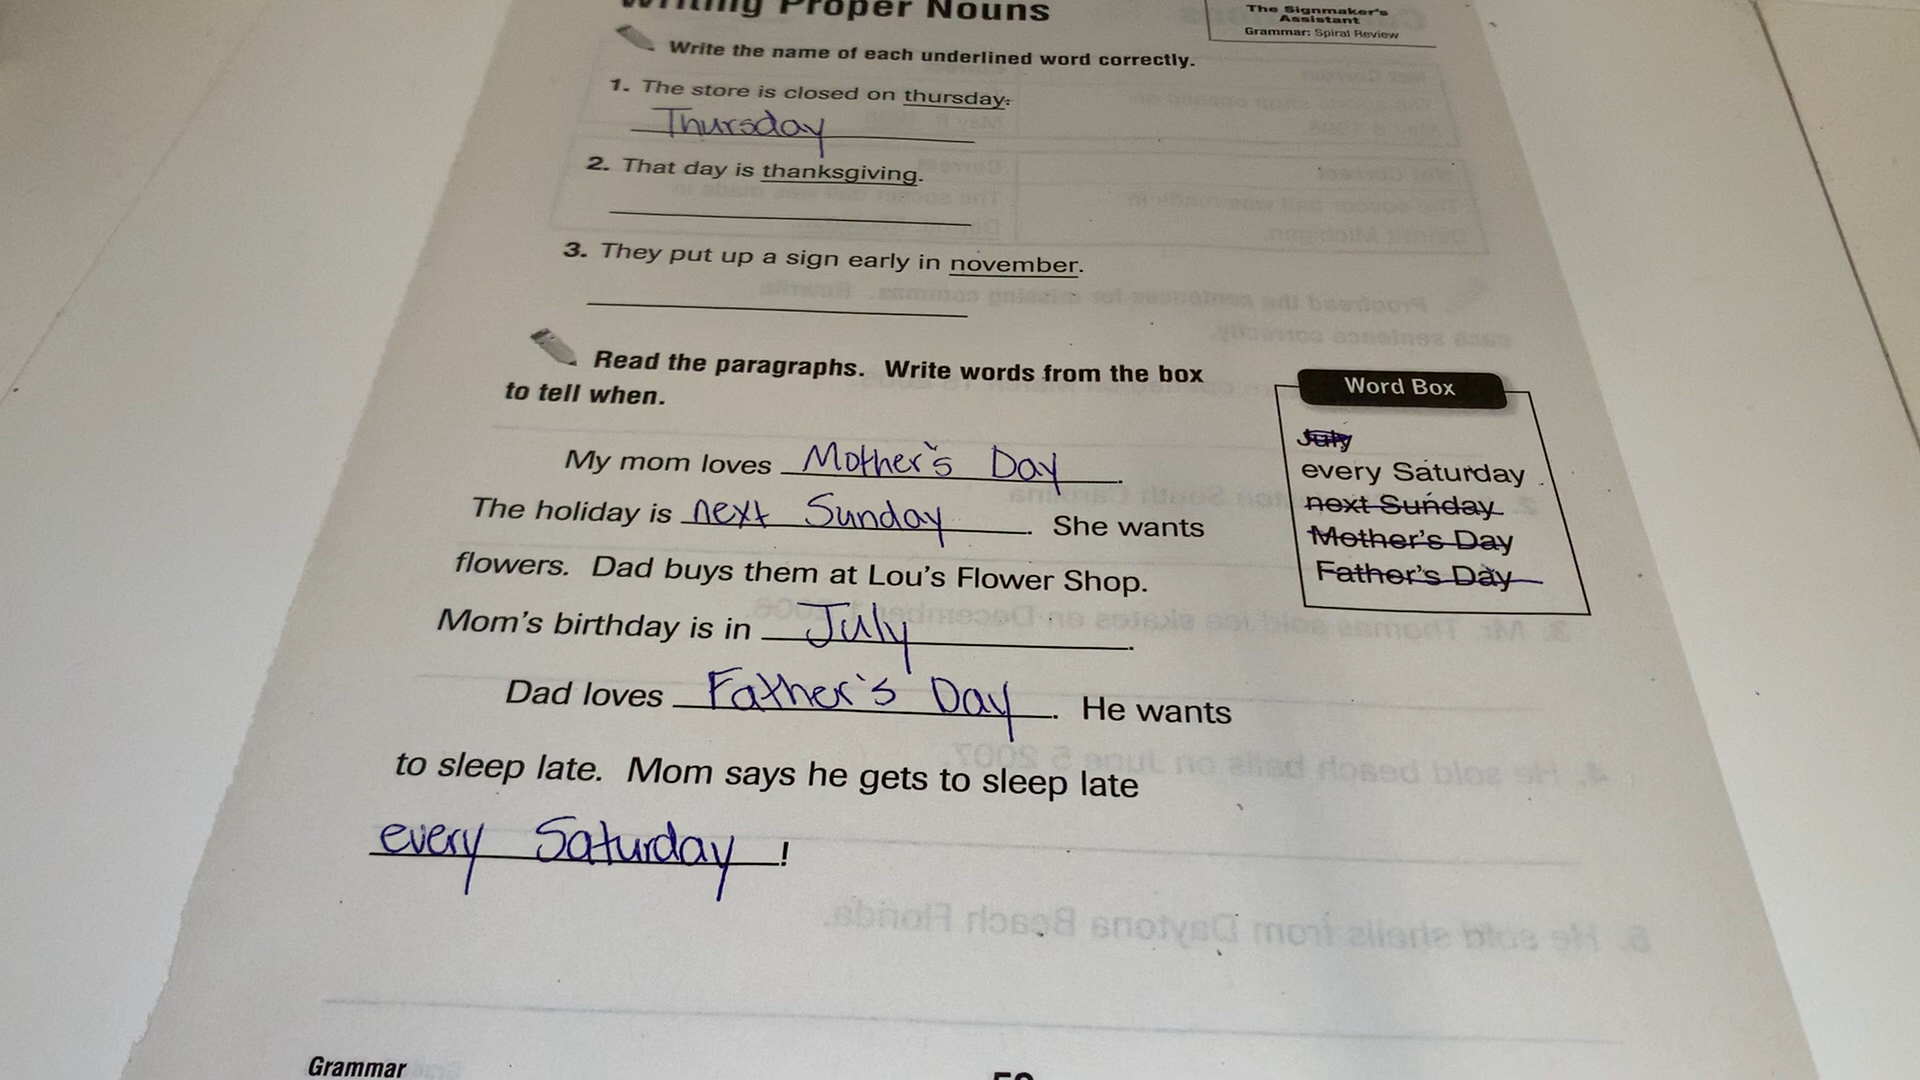 Writing Proper Nouns
The Signmaker's
Assistant
Grammar: Spiral Review
Write the name of each underlined word correctly.
1. The store is closed on thursday.
Thursday
2. That day is thanksgiving.
3. They put up a sign early in november.
Read the paragraphs. Write words from the box
to tell when.
Word Box
July
every Saturday
next Sunday
Mother's Day
Father's Day
My mom loves Mother's Day.
The holiday is next Sunday. She wants
flowers. Dad buys them at Lou's Flower Shop.
Mom's birthday is in July.
Dad loves Father's Day. He wants
to sleep late. Mom says he gets to sleep late
every Saturday!
Grammar